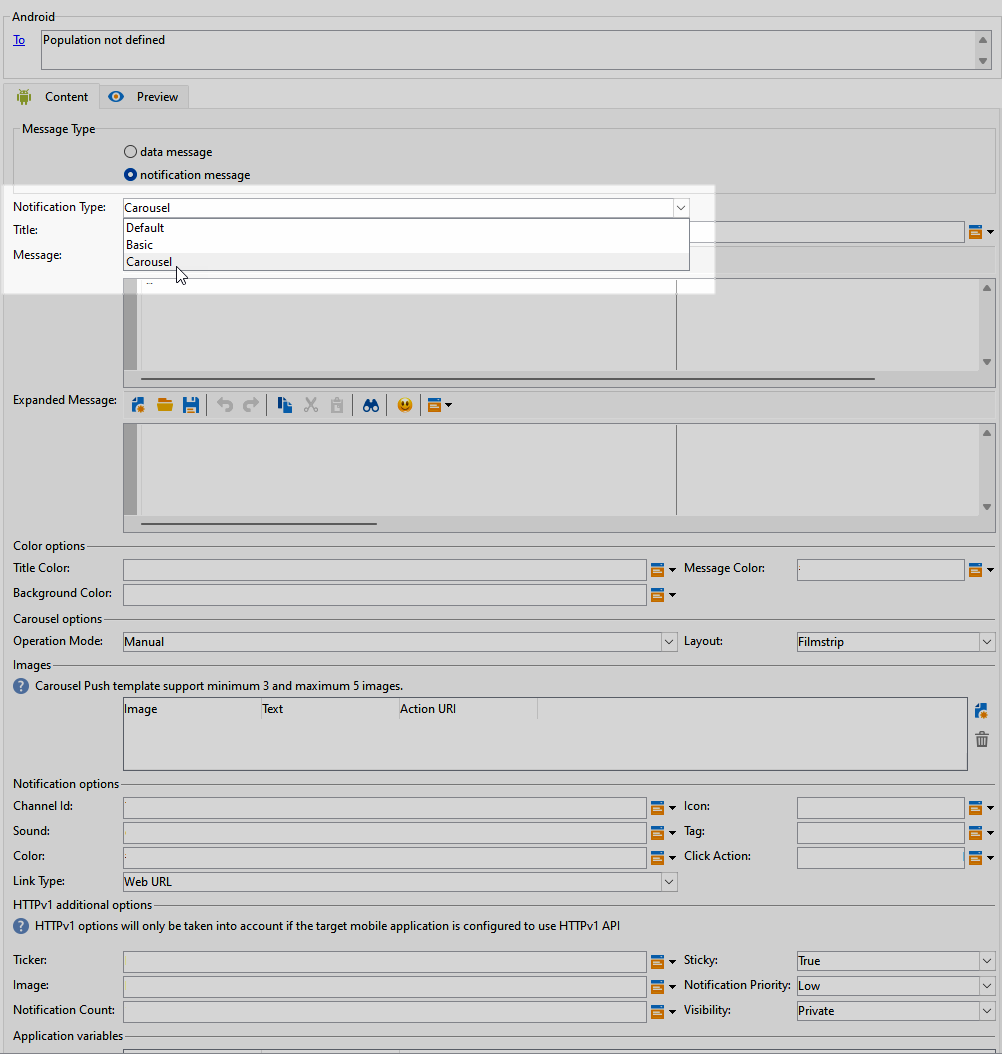 Android
To Population not defined
Content Preview
Message Type
data message
notification message
Notification Type: Carousel
Title: Default
Basic
Message: Carousel
Expanded Message:
Color options
Title Color: Message Color:
Background Color:
Carousel options
Operation Mode: Manual Layout: Filmstrip
Images
? Carousel Push template support minimum 3 and maximum 5 images.
Image Text Action URI
Notification options
Channel Id: Icon:
Sound: Tag:
Color: Click Action:
Link Type: Web URL
HTTPv1 additional options
? HTTPv1 options will only be taken into account if the target mobile application is configured to use HTTPv1 API
Ticker: Sticky: True
Image: Notification Priority: Low
Notification Count: Visibility: Private
Application variables